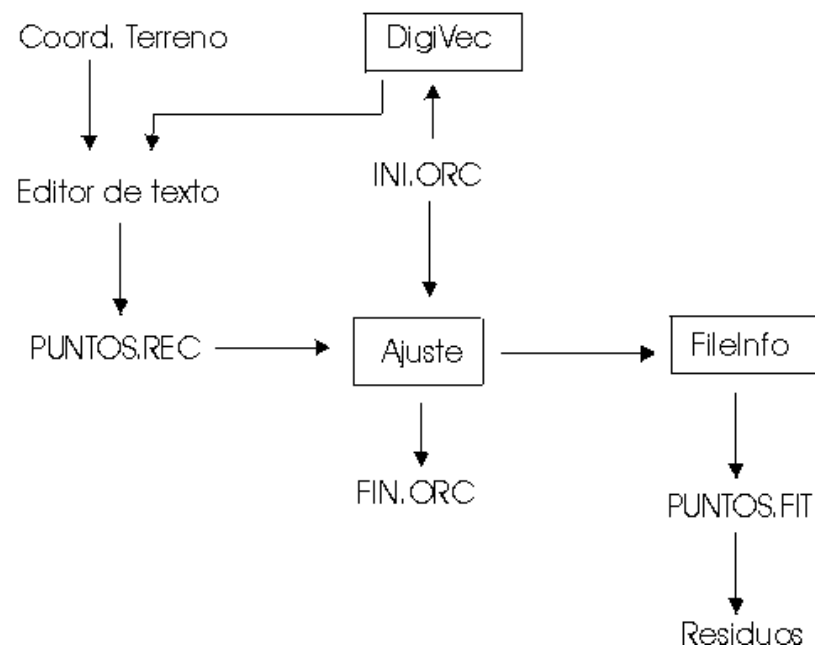 Coord. Terreno
DigiVec
Editor de texto
INI.ORC
PUNTOS.REC
Ajuste
FileInfo
FIN.ORC
PUNTOS.FIT
Residuos